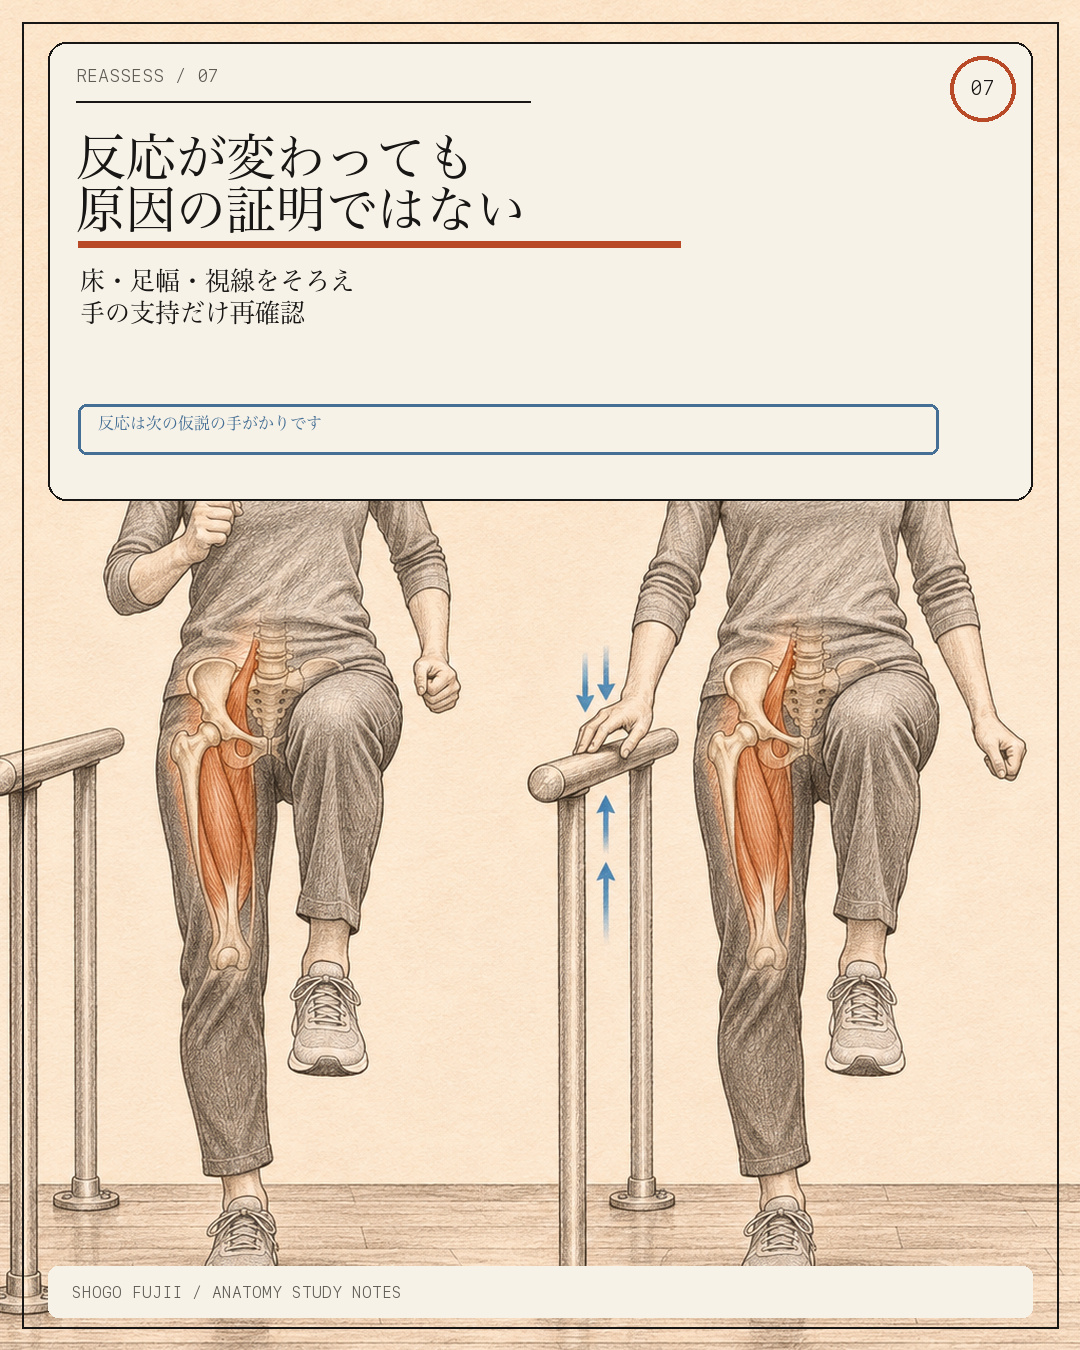 REASSESS / 07
07
反応が変わっても
原因の証明ではない
床・足幅・視線をそろえ
手の支持だけ再確認
反応は次の仮説の手がかりです
SHOGO FUJII / ANATOMY STUDY NOTES